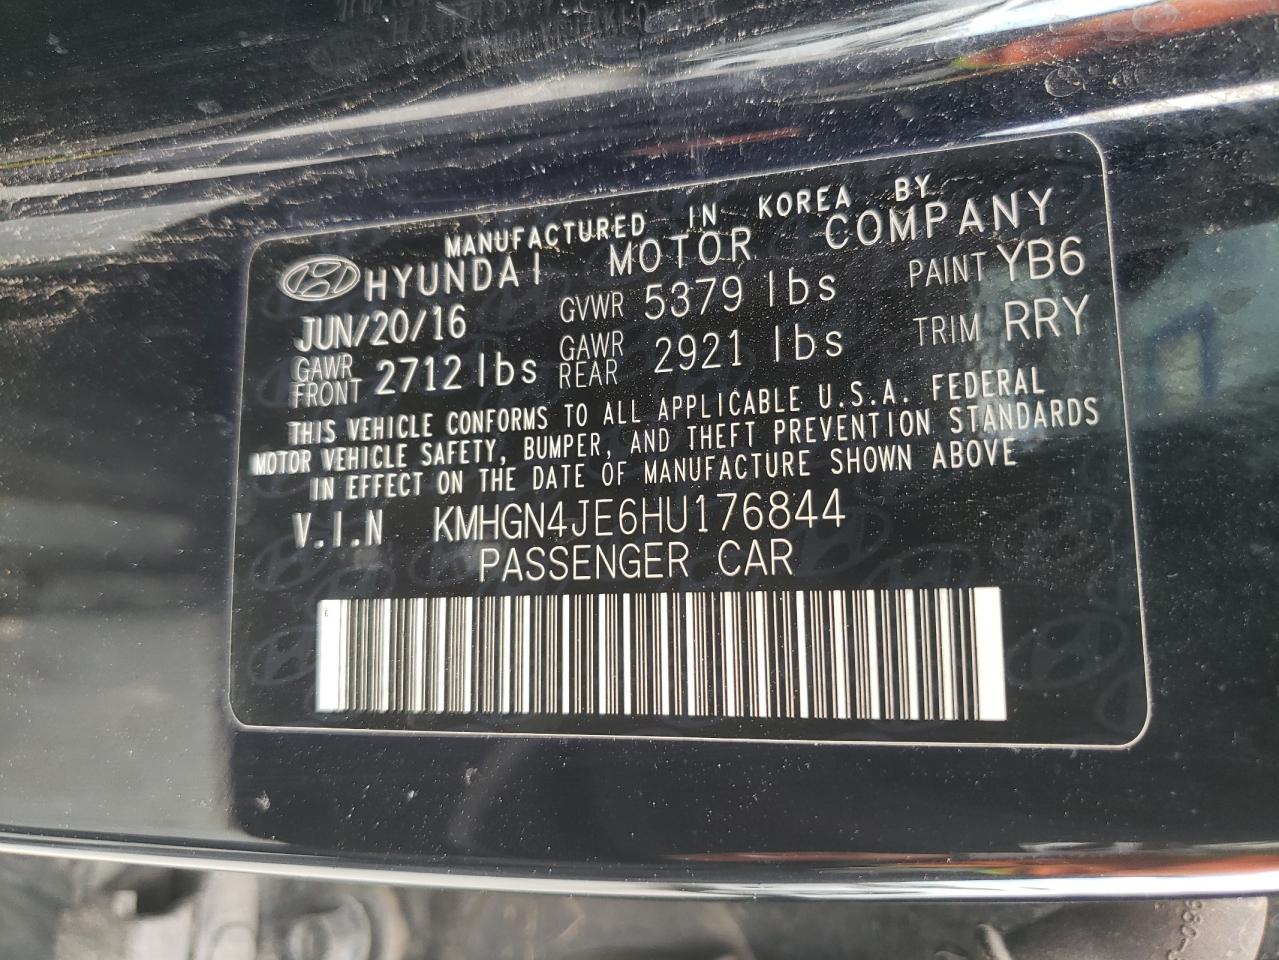 MANUFACTURED IN KOREA BY
HYUNDAI MOTOR COMPANY
JUN/20/16 GVWR 5379 lbs PAINT YB6
GAWR FRONT 2712 lbs GAWR REAR 2921 lbs TRIM RRY
THIS VEHICLE CONFORMS TO ALL APPLICABLE U.S.A. FEDERAL
MOTOR VEHICLE SAFETY, BUMPER, AND THEFT PREVENTION STANDARDS
IN EFFECT ON THE DATE OF MANUFACTURE SHOWN ABOVE
V.I.N KMHGN4JE6HU176844
PASSENGER CAR